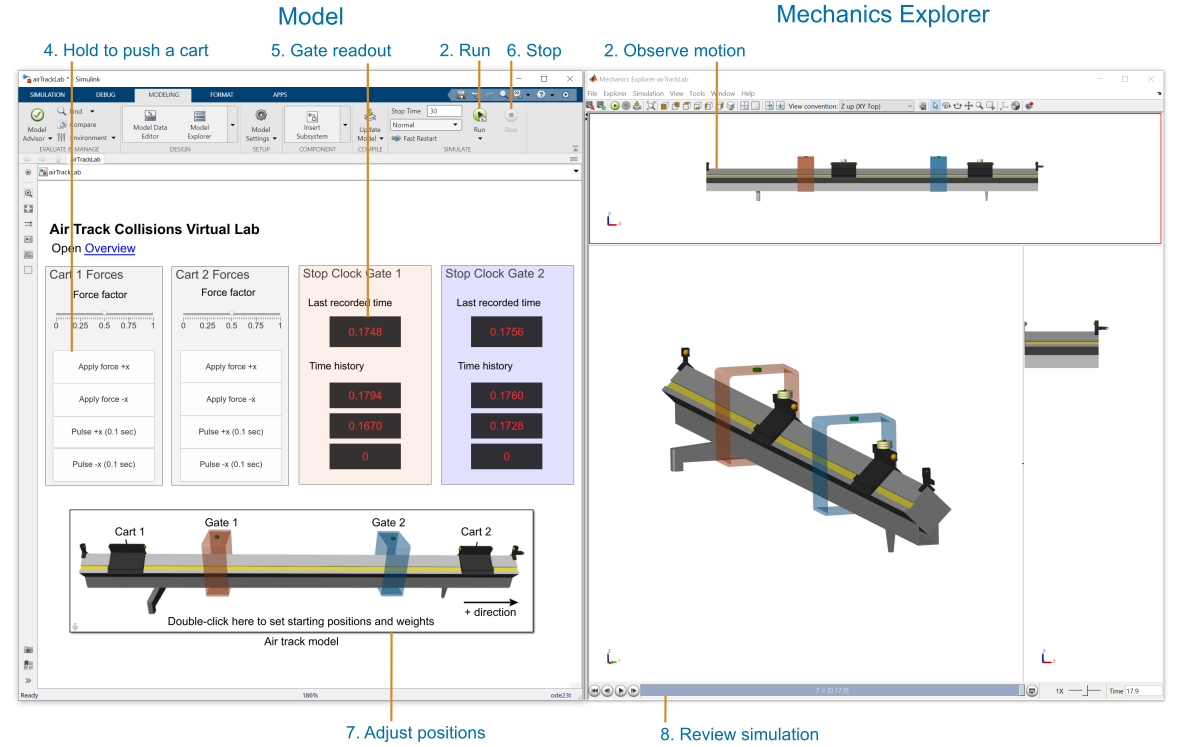 Model
Mechanics Explorer
4. Hold to push a cart
5. Gate readout
2. Run
6. Stop
2. Observe motion
airTrackLab * - Simulink
SIMULATION
DEBUG
MODELING
FORMAT
APPS
Model
Advisor
Find
Compare
Environment
EVALUATE & MANAGE
Model Data
Editor
Model
Explorer
DESIGN
Model
Settings
SETUP
Insert
Subsystem
COMPONENT
Update
Model
COMPILE
Stop Time
30
Normal
Fast Restart
Run
Stop
SIMULATE
airTrackLab
airTrackLab
Air Track Collisions Virtual Lab
Open Overview
Cart 1 Forces
Force factor
0 0.25 0.5 0.75 1
Apply force +x
Apply force -x
Pulse +x (0.1 sec)
Pulse -x (0.1 sec)
Cart 2 Forces
Force factor
0 0.25 0.5 0.75 1
Apply force +x
Apply force -x
Pulse +x (0.1 sec)
Pulse -x (0.1 sec)
Stop Clock Gate 1
Last recorded time
0.1748
Time history
0.1794
0.1670
0
Stop Clock Gate 2
Last recorded time
0.1756
Time history
0.1760
0.1728
0
Cart 1
Gate 1
Gate 2
Cart 2
+ direction
Double-click here to set starting positions and weights
Air track model
Ready
186%
ode23t
Mechanics Explorer-airTrackLab
File Explorer Simulation View Tools Window Help
View convention: Z up (XY Top)
T = [0,17.9]
1X
Time 17.9
7. Adjust positions
8. Review simulation